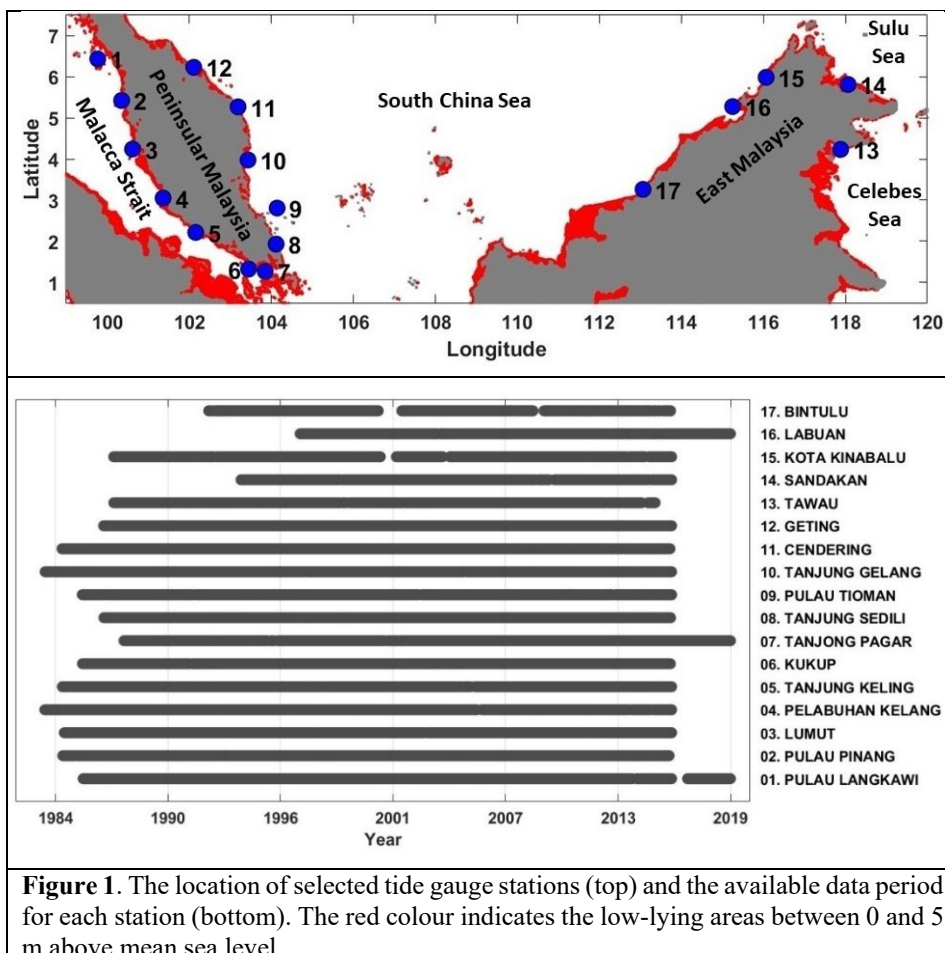 7
6
5
4
3
2
1
Latitude
1
2
3
4
5
6
7
8
9
10
11
12
13
14
15
16
17
Malacca Strait
Peninsular Malaysia
South China Sea
East Malaysia
Sulu
Sea
Celebes
Sea
100 102 104 106 108 110 112 114 116 118 120
Longitude
17. BINTULU
16. LABUAN
15. KOTA KINABALU
14. SANDAKAN
13. TAWAU
12. GETING
11. CENDERING
10. TANJUNG GELANG
09. PULAU TIOMAN
08. TANJUNG SEDILI
07. TANJONG PAGAR
06. KUKUP
05. TANJUNG KELING
04. PELABUHAN KELANG
03. LUMUT
02. PULAU PINANG
01. PULAU LANGKAWI
1984 1990 1996 2001 2007 2013 2019
Year
Figure 1. The location of selected tide gauge stations (top) and the available data period
for each station (bottom). The red colour indicates the low-lying areas between 0 and 5
m above mean sea level